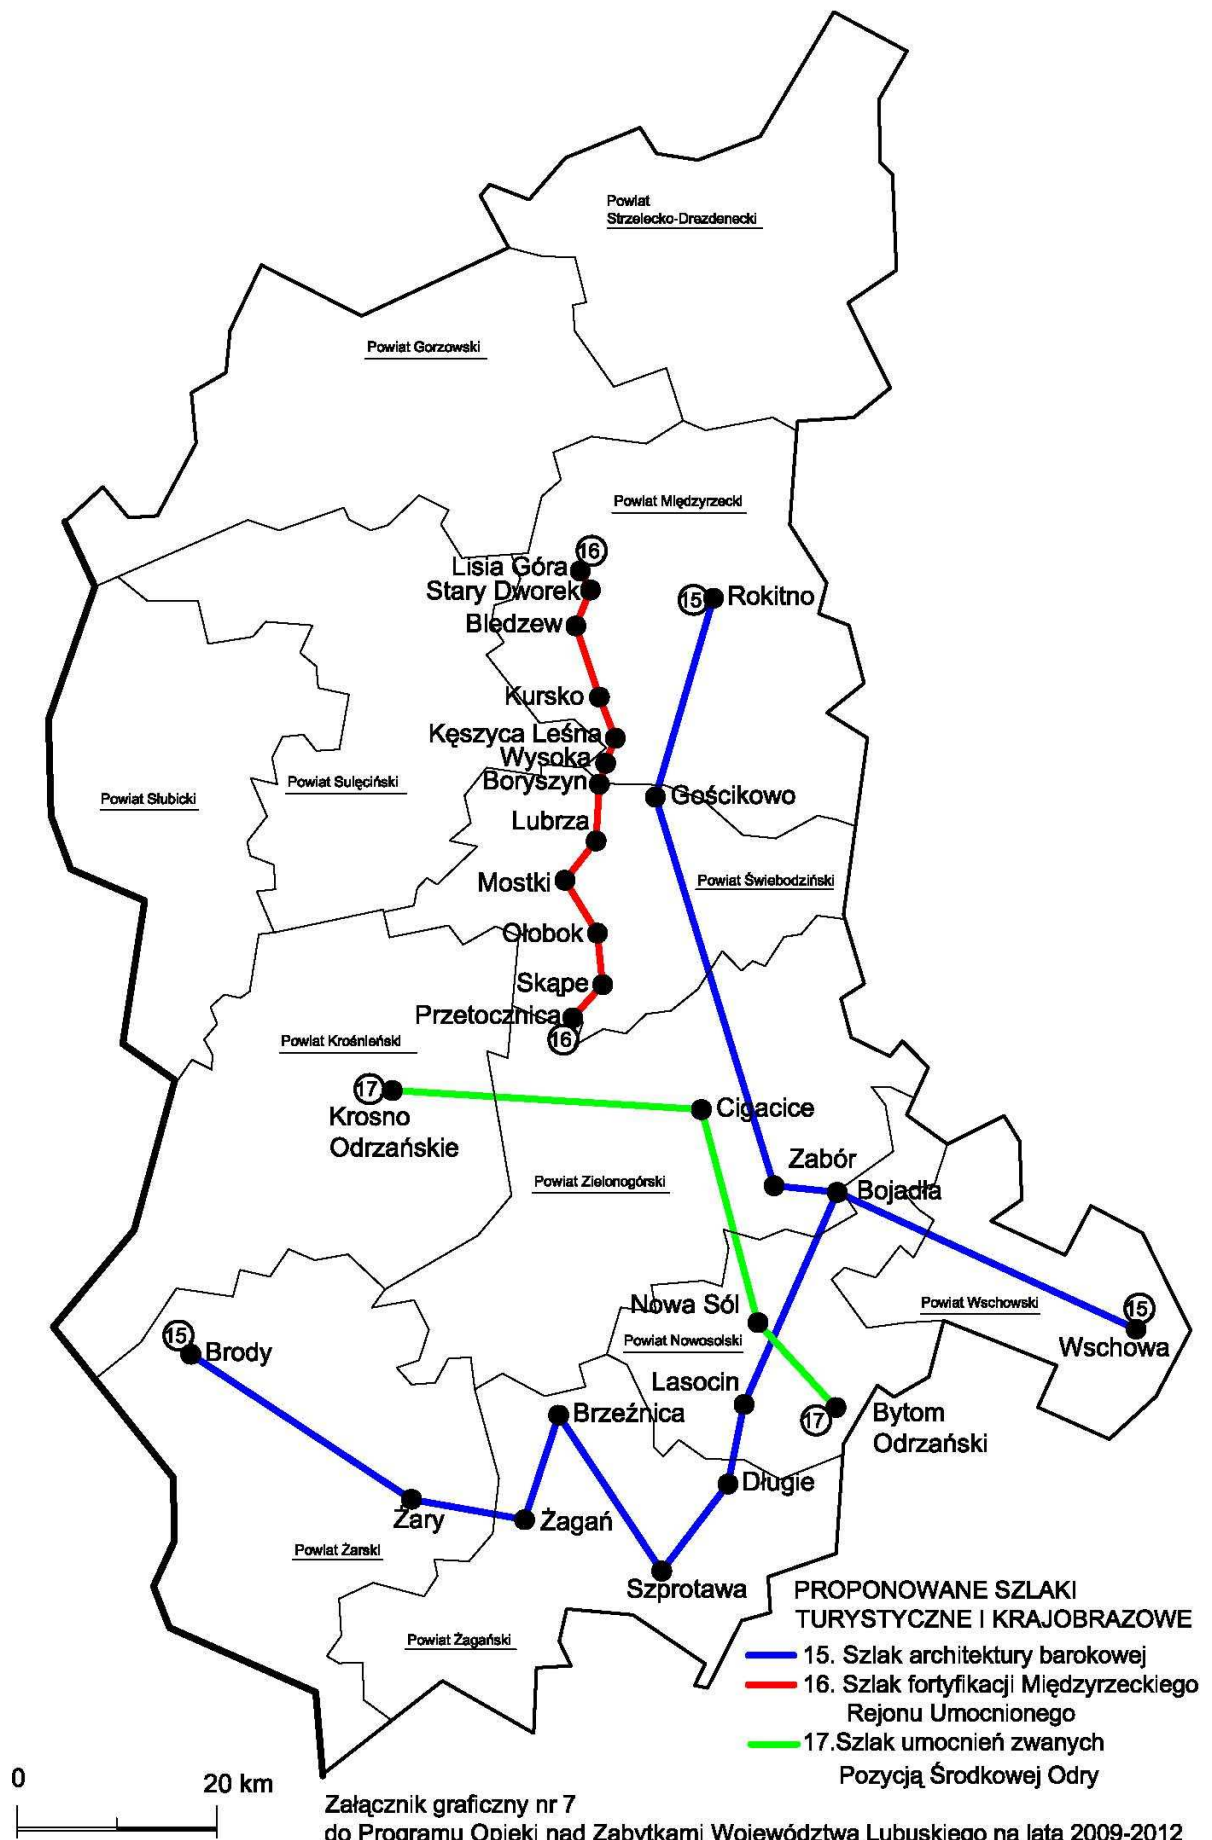 Powiat
Strzelecko-Drezdenecki
Powiat Gorzowski
Powiat Międzyrzecki
16
Lisia Góra
Stary Dworek
15
Rokitno
Bledzew
Kursko
Kęszyca Leśna
Wysoka
Boryszyn
Powiat Słubicki
Powiat Sulęciński
Gościkowo
Lubrza
Mostki
Powiat Świebodziński
Ołobok
Skąpe
Przetocznica
16
Powiat Krośnieński
17
Krosno
Odrzańskie
Cigacice
Zabór
Bojadła
Powiat Zielonogórski
Nowa Sól
Powiat Nowosolski
Powiat Wschowski
15
Wschowa
15
Brody
Lasocin
Brzeźnica
17
Bytom
Odrzański
Długie
Żary
Żagań
Powiat Żarski
Szprotawa
Powiat Żagański
PROPONOWANE SZLAKI
TURYSTYCZNE I KRAJOBRAZOWE
15. Szlak architektury barokowej
16. Szlak fortyfikacji Międzyrzeckiego
Rejonu Umocnionego
17.Szlak umocnień zwanych
Pozycją Środkowej Odry
0
20 km
Załącznik graficzny nr 7
do Programu Opieki nad Zabytkami Województwa Lubuskiego na lata 2009-2012